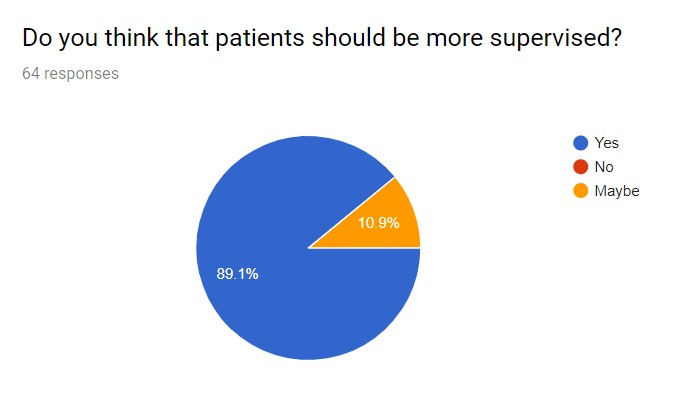 Do you think that patients should be more supervised?
64 responses
Yes
No
Maybe
10.9%
89.1%